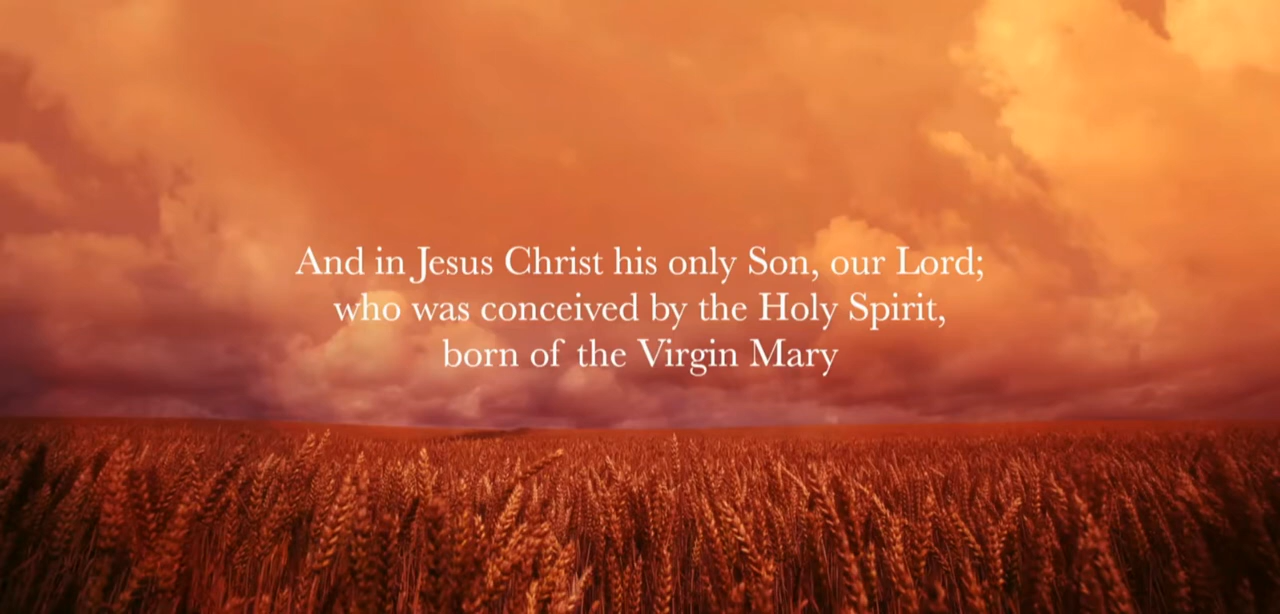 And in Jesus Christ his only Son, our Lord;
who was conceived by the Holy Spirit,
born of the Virgin Mary